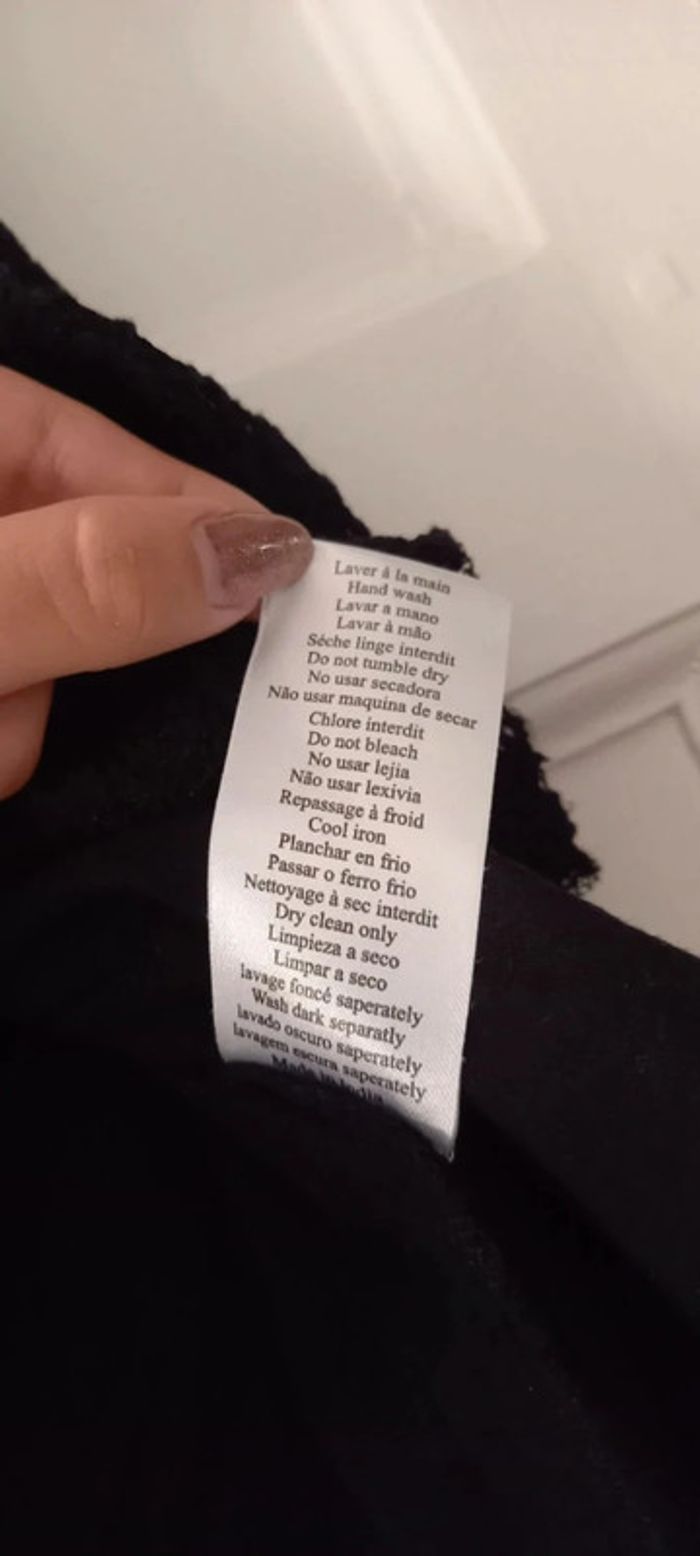 Laver à la main
Hand wash
Lavar a mano
Lavar à mão
Séche linge interdit
Do not tumble dry
No usar secadora
Não usar maquina de secar
Chlore interdit
Do not bleach
No usar lejia
Não usar lexivia
Repassage à froid
Cool iron
Planchar en frio
Passar o ferro frio
Nettoyage à sec interdit
Dry clean only
Limpieza a seco
Limpar a seco
lavage foncé saperately
Wash dark separatly
lavado oscuro saperately
lavagem escura saperately
Made in India